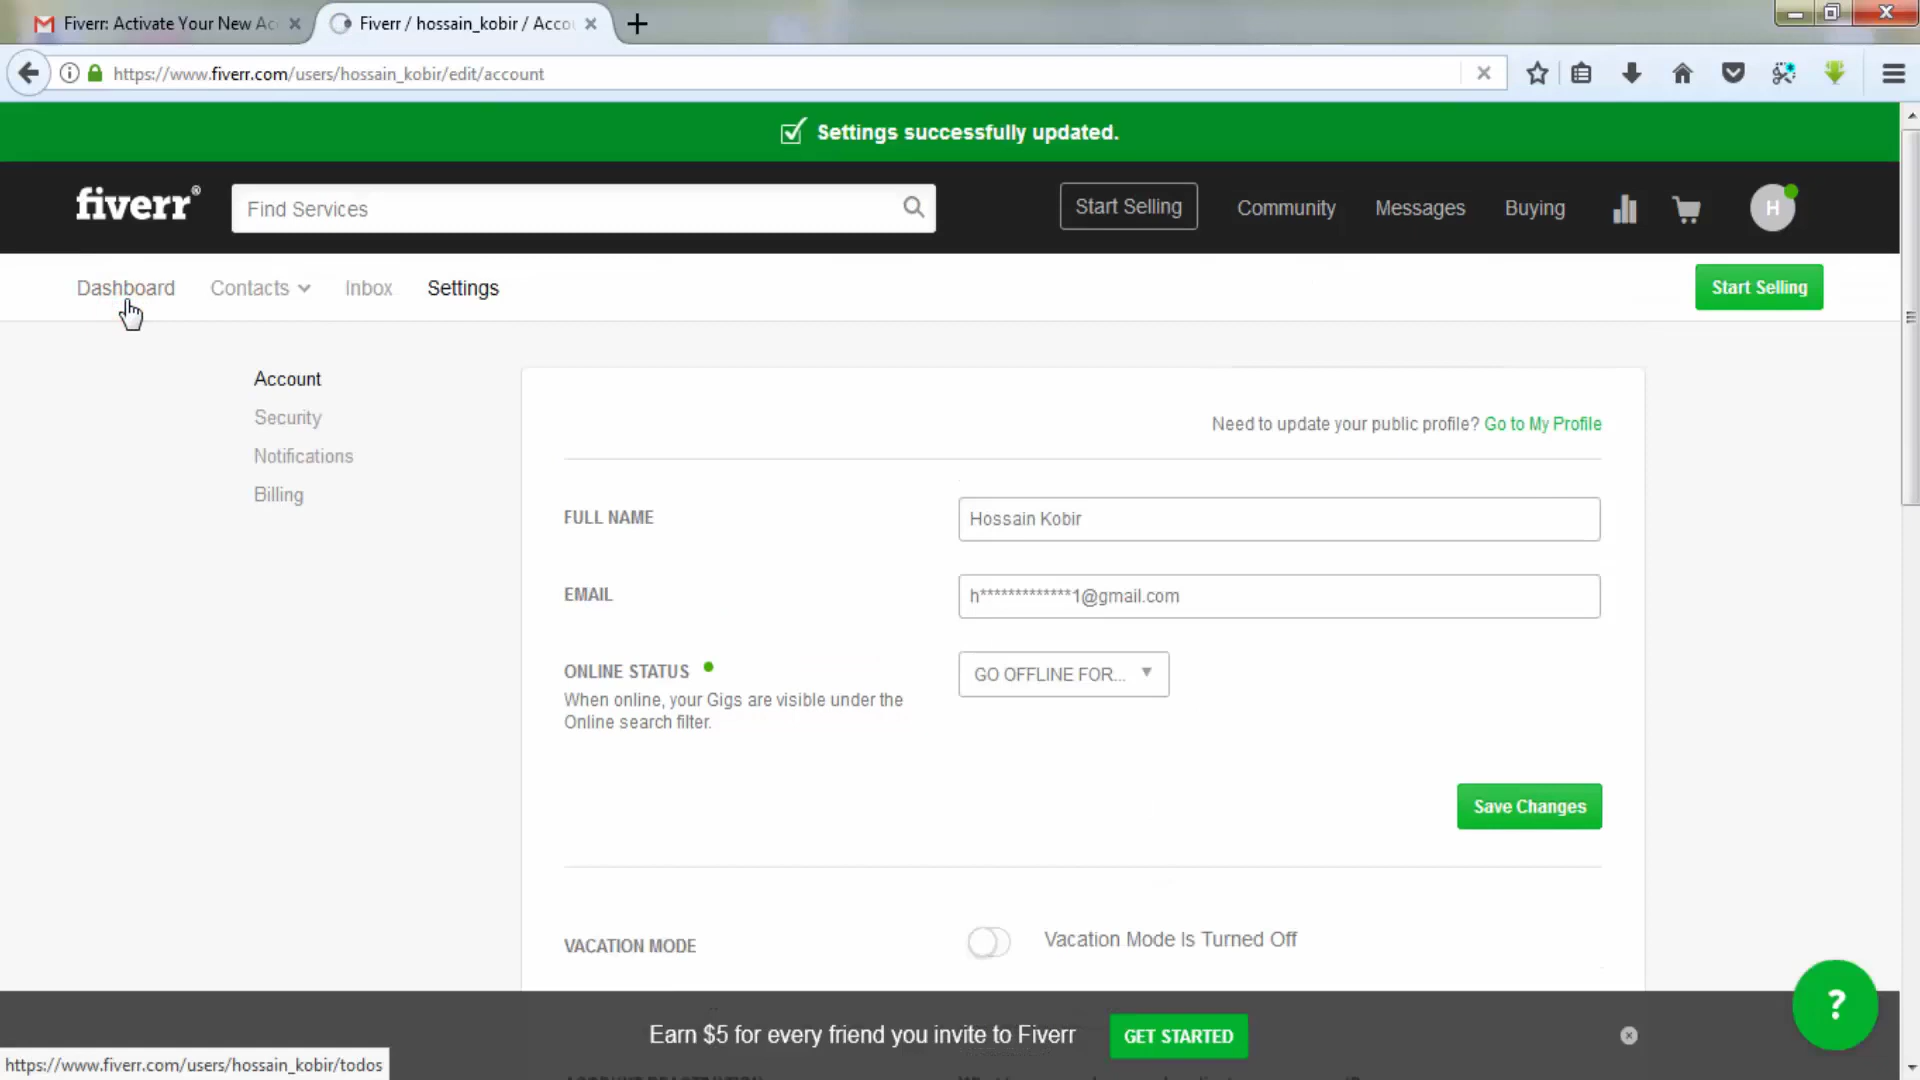 Fiverr: Activate Your New Ac
Fiverr / hossain_kobir / Accou
https://www.fiverr.com/users/hossain_kobir/edit/account
Settings successfully updated.
fiverr®
Find Services
Start Selling
Community
Messages
Buying
H
Dashboard
Contacts
Inbox
Settings
Start Selling
Account
Security
Notifications
Billing
Need to update your public profile? Go to My Profile
FULL NAME
Hossain Kobir
EMAIL
h*************1@gmail.com
ONLINE STATUS
When online, your Gigs are visible under the
Online search filter.
GO OFFLINE FOR...
Save Changes
VACATION MODE
Vacation Mode Is Turned Off
Earn $5 for every friend you invite to Fiverr
GET STARTED
?
https://www.fiverr.com/users/hossain_kobir/todos